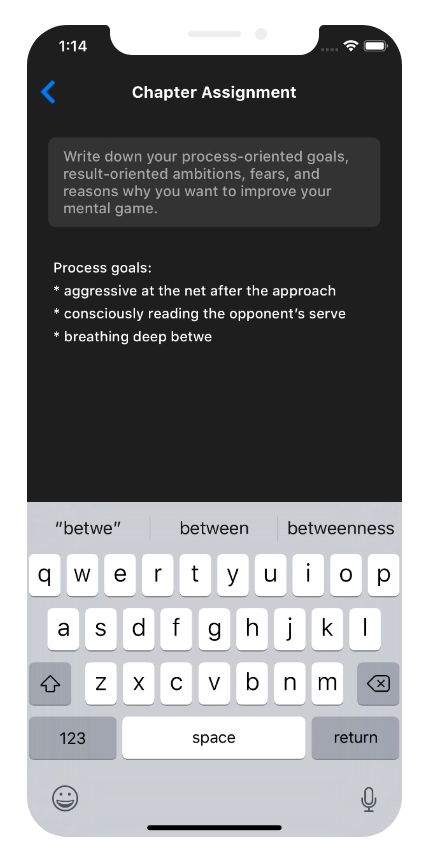 1:14
Chapter Assignment
Write down your process-oriented goals,
result-oriented ambitions, fears, and
reasons why you want to improve your
mental game.
Process goals:
* aggressive at the net after the approach
* consciously reading the opponent's serve
* breathing deep betwe
"betwe" between betweenness
q w e r t y u i o p
a s d f g h j k l
z x c v b n m
123 space return